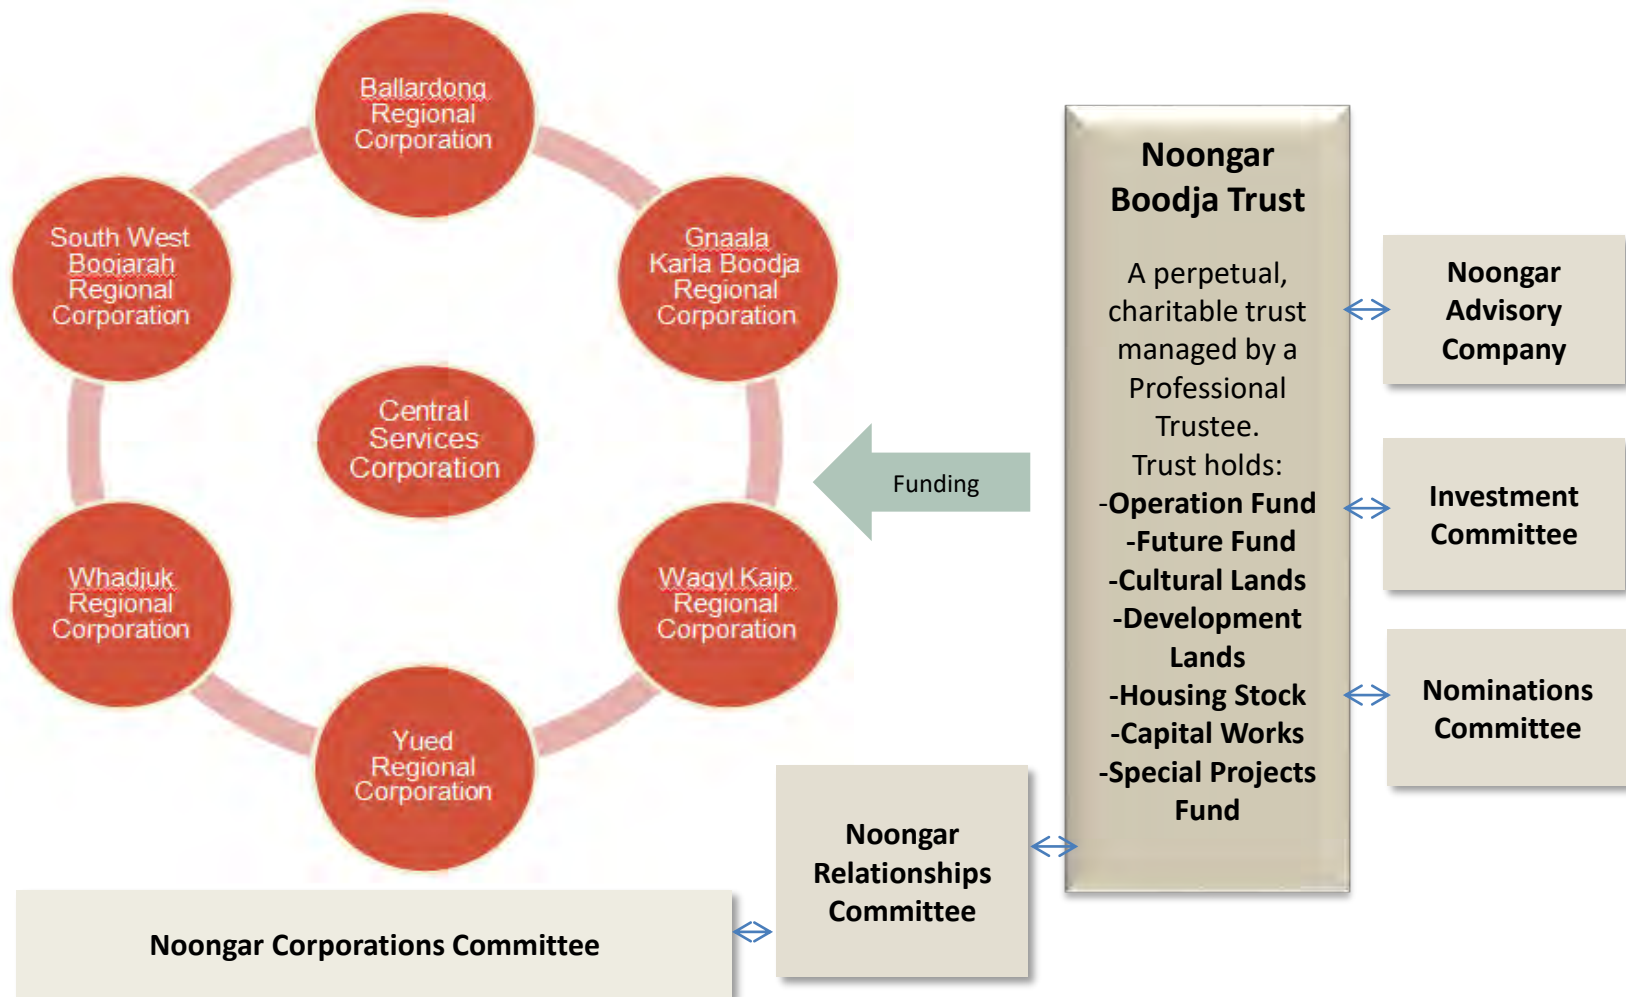 Ballardong
Regional
Corporation
South West
Boojarah
Regional
Corporation
Gnaala
Karla Boodja
Regional
Corporation
Central
Services
Corporation
Whadjuk
Regional
Corporation
Wagyl Kaip
Regional
Corporation
Yued
Regional
Corporation
Funding
Noongar
Boodja Trust
A perpetual,
charitable trust
managed by a
Professional
Trustee.
Trust holds:
-Operation Fund
-Future Fund
-Cultural Lands
-Development
Lands
-Housing Stock
-Capital Works
-Special Projects
Fund
Noongar
Advisory
Company
Investment
Committee
Nominations
Committee
Noongar
Relationships
Committee
Noongar Corporations Committee